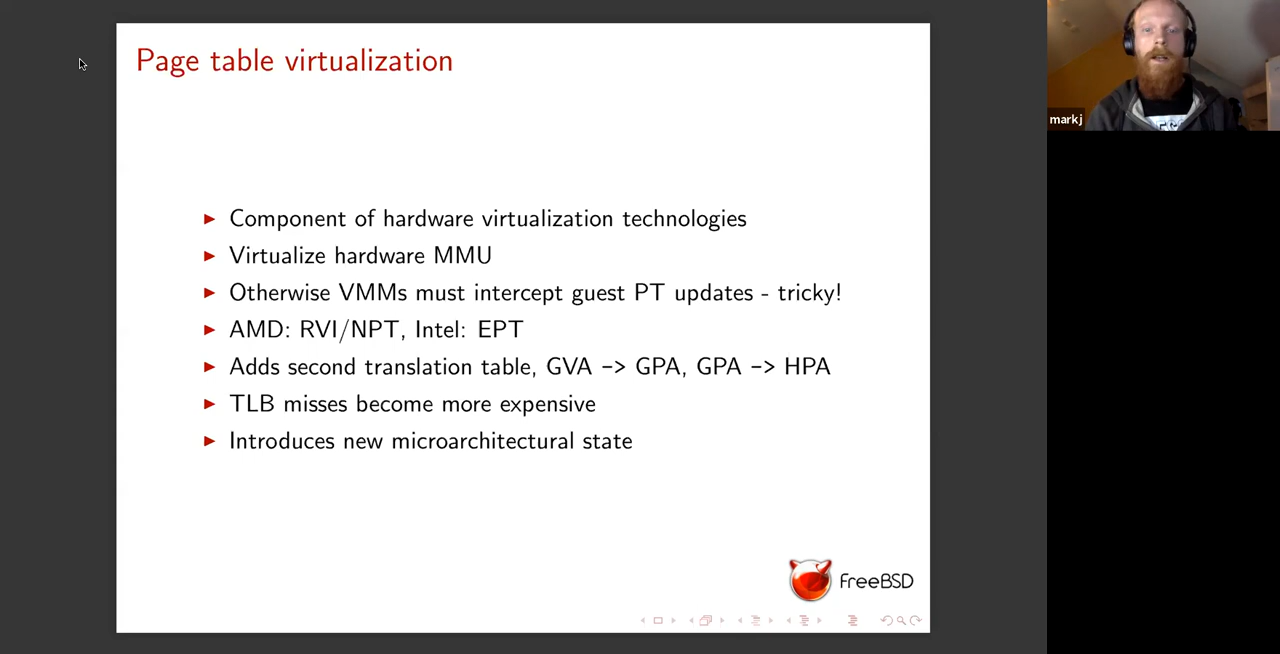 Page table virtualization
Component of hardware virtualization technologies
Virtualize hardware MMU
Otherwise VMMs must intercept guest PT updates - tricky!
AMD: RVI/NPT, Intel: EPT
Adds second translation table, GVA -> GPA, GPA -> HPA
TLB misses become more expensive
Introduces new microarchitectural state
FreeBSD
markj